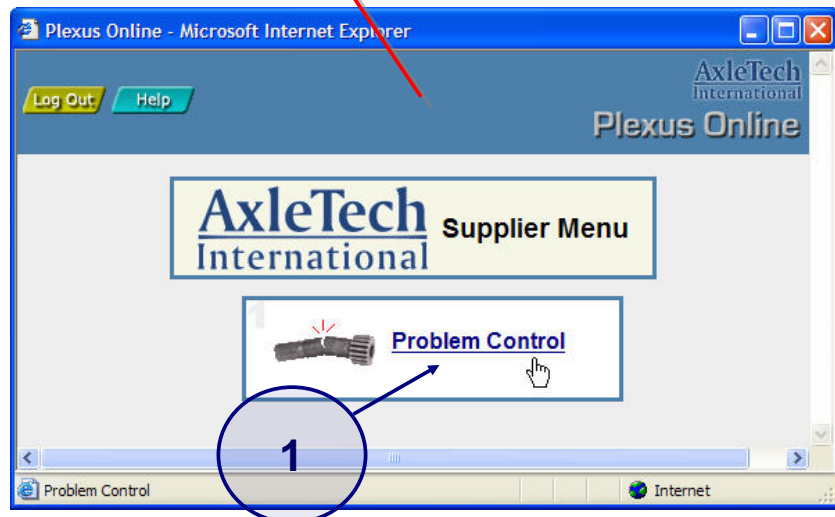 Plexus Online - Microsoft Internet Explorer
Log Out Help
AxleTech
International
Plexus Online
AxleTech
International
Supplier Menu
1
Problem Control
1
Problem Control Internet